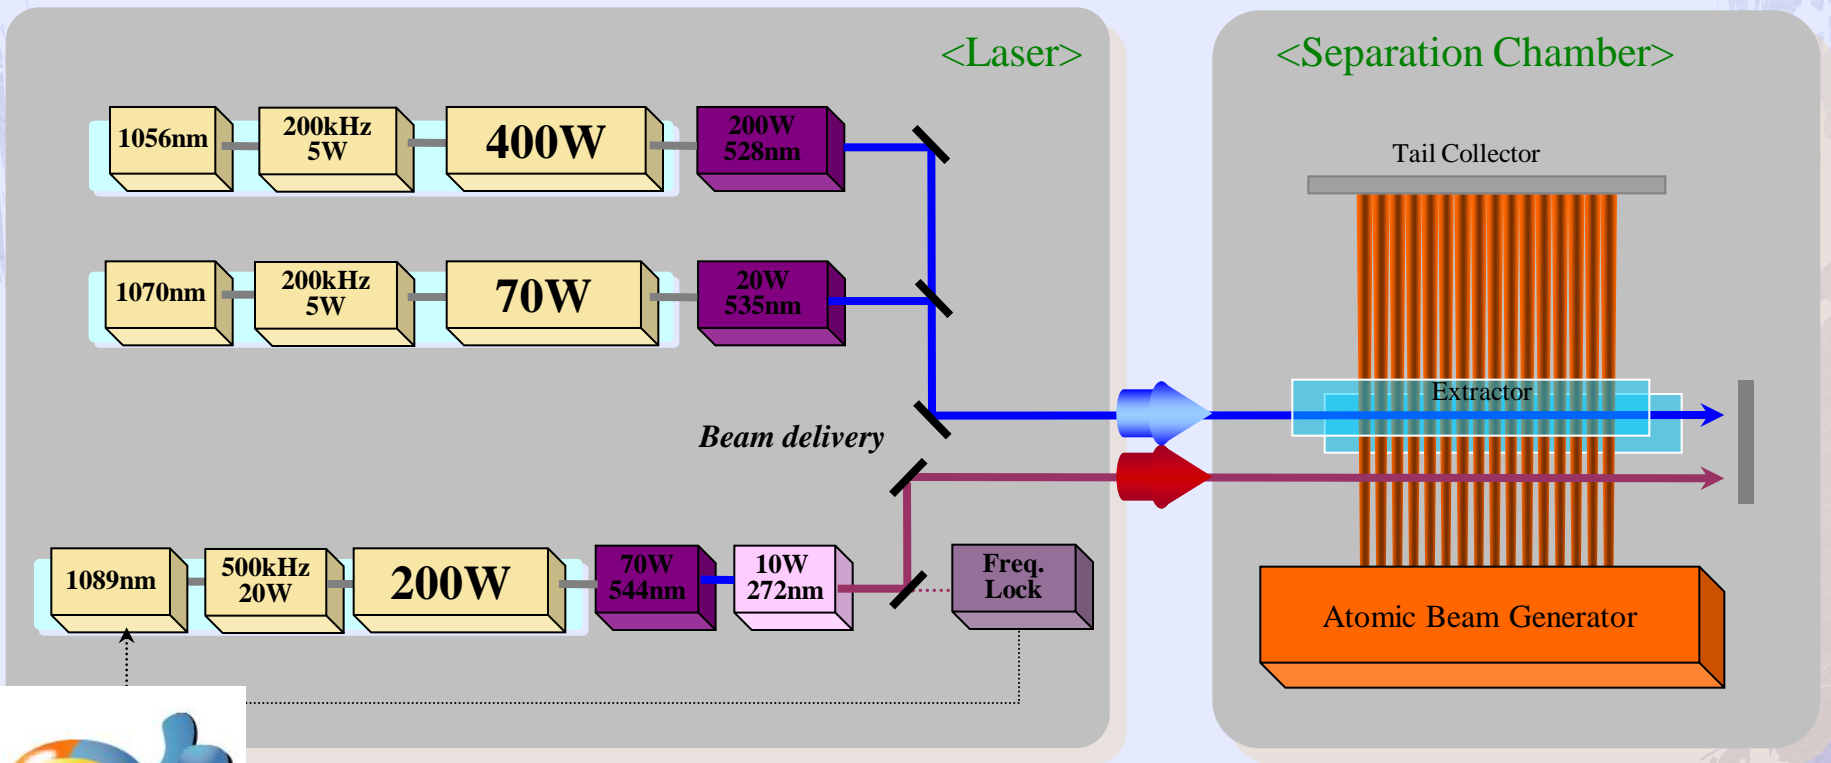 <Laser>
<Separation Chamber>
1056nm
200kHz
5W
400W
200W
528nm
Tail Collector
1070nm
200kHz
5W
70W
20W
535nm
Extractor
Beam delivery
1089nm
500kHz
20W
200W
70W
544nm
10W
272nm
Freq.
Lock
Atomic Beam Generator